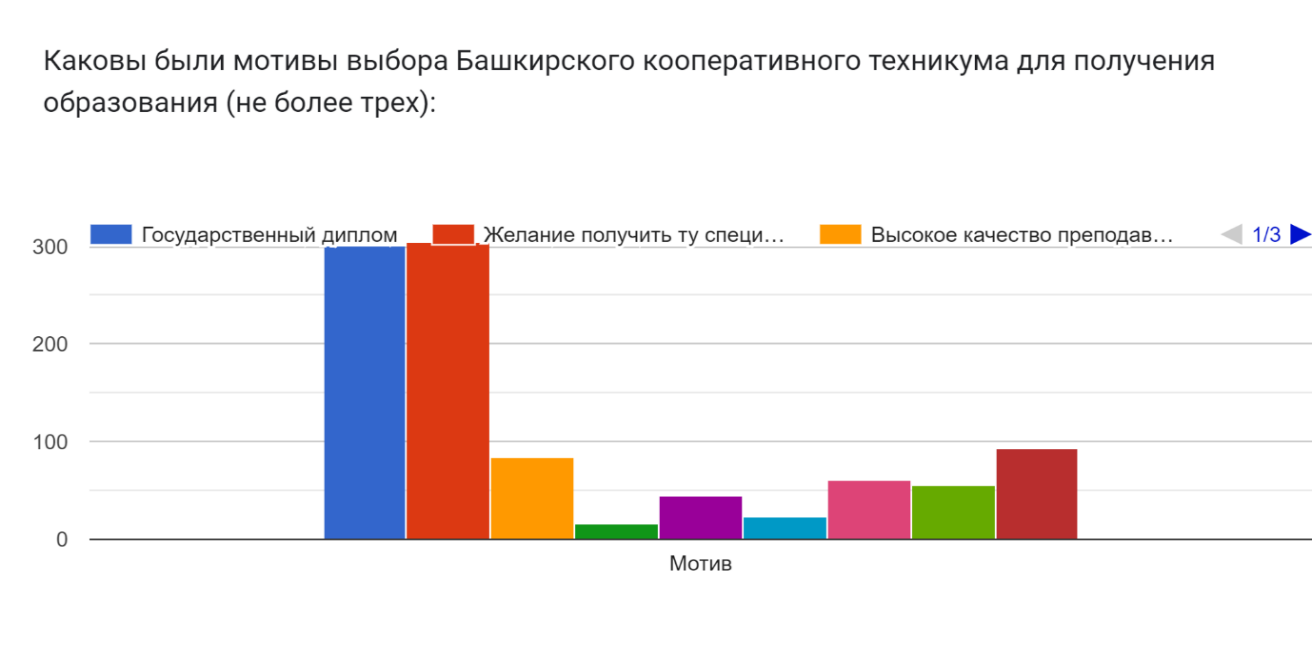 Каковы были мотивы выбора Башкирского кооперативного техникума для получения
образования (не более трех):
Государственный диплом
Желание получить ту специ…
Высокое качество преподав…
1/3
300
200
100
0
Мотив